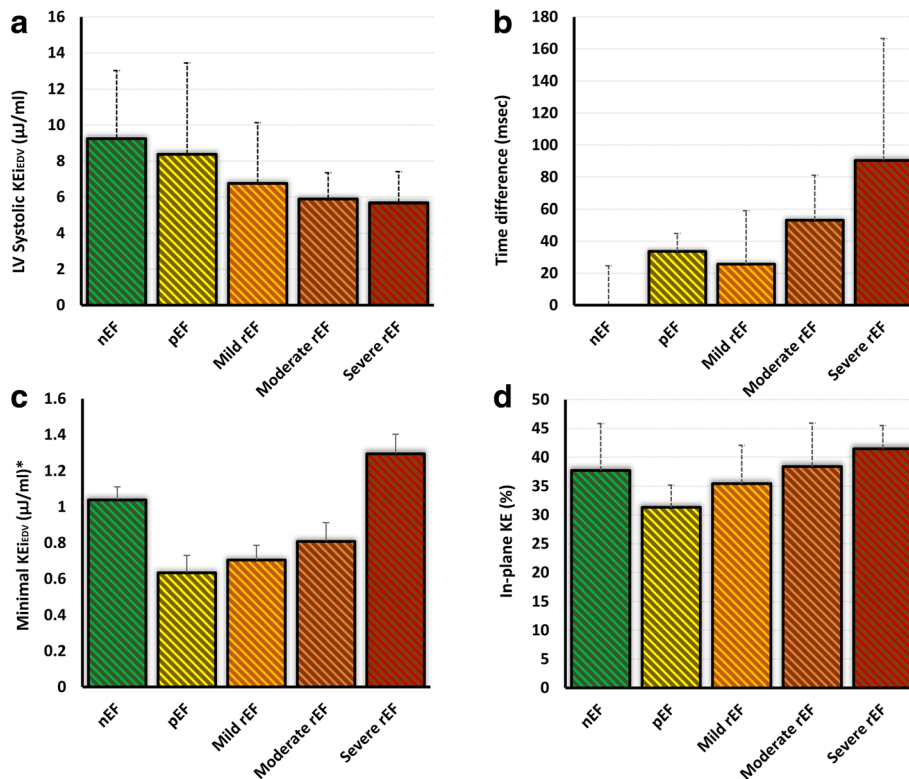 a
LV Systolic KEiEDV (µJ/ml)
16
14
12
10
8
6
4
2
0
nEF
pEF
Mild rEF
Moderate rEF
Severe rEF
b
Time difference (msec)
180
160
140
120
100
80
60
40
20
0
nEF
pEF
Mild rEF
Moderate rEF
Severe rEF
c
Minimal KEiEDV (µJ/ml)*
1.6
1.4
1.2
1
0.8
0.6
0.4
0.2
0
nEF
pEF
Mild rEF
Moderate rEF
Severe rEF
d
In-plane KE (%)
50
45
40
35
30
25
20
15
10
5
0
nEF
pEF
Mild rEF
Moderate rEF
Severe rEF